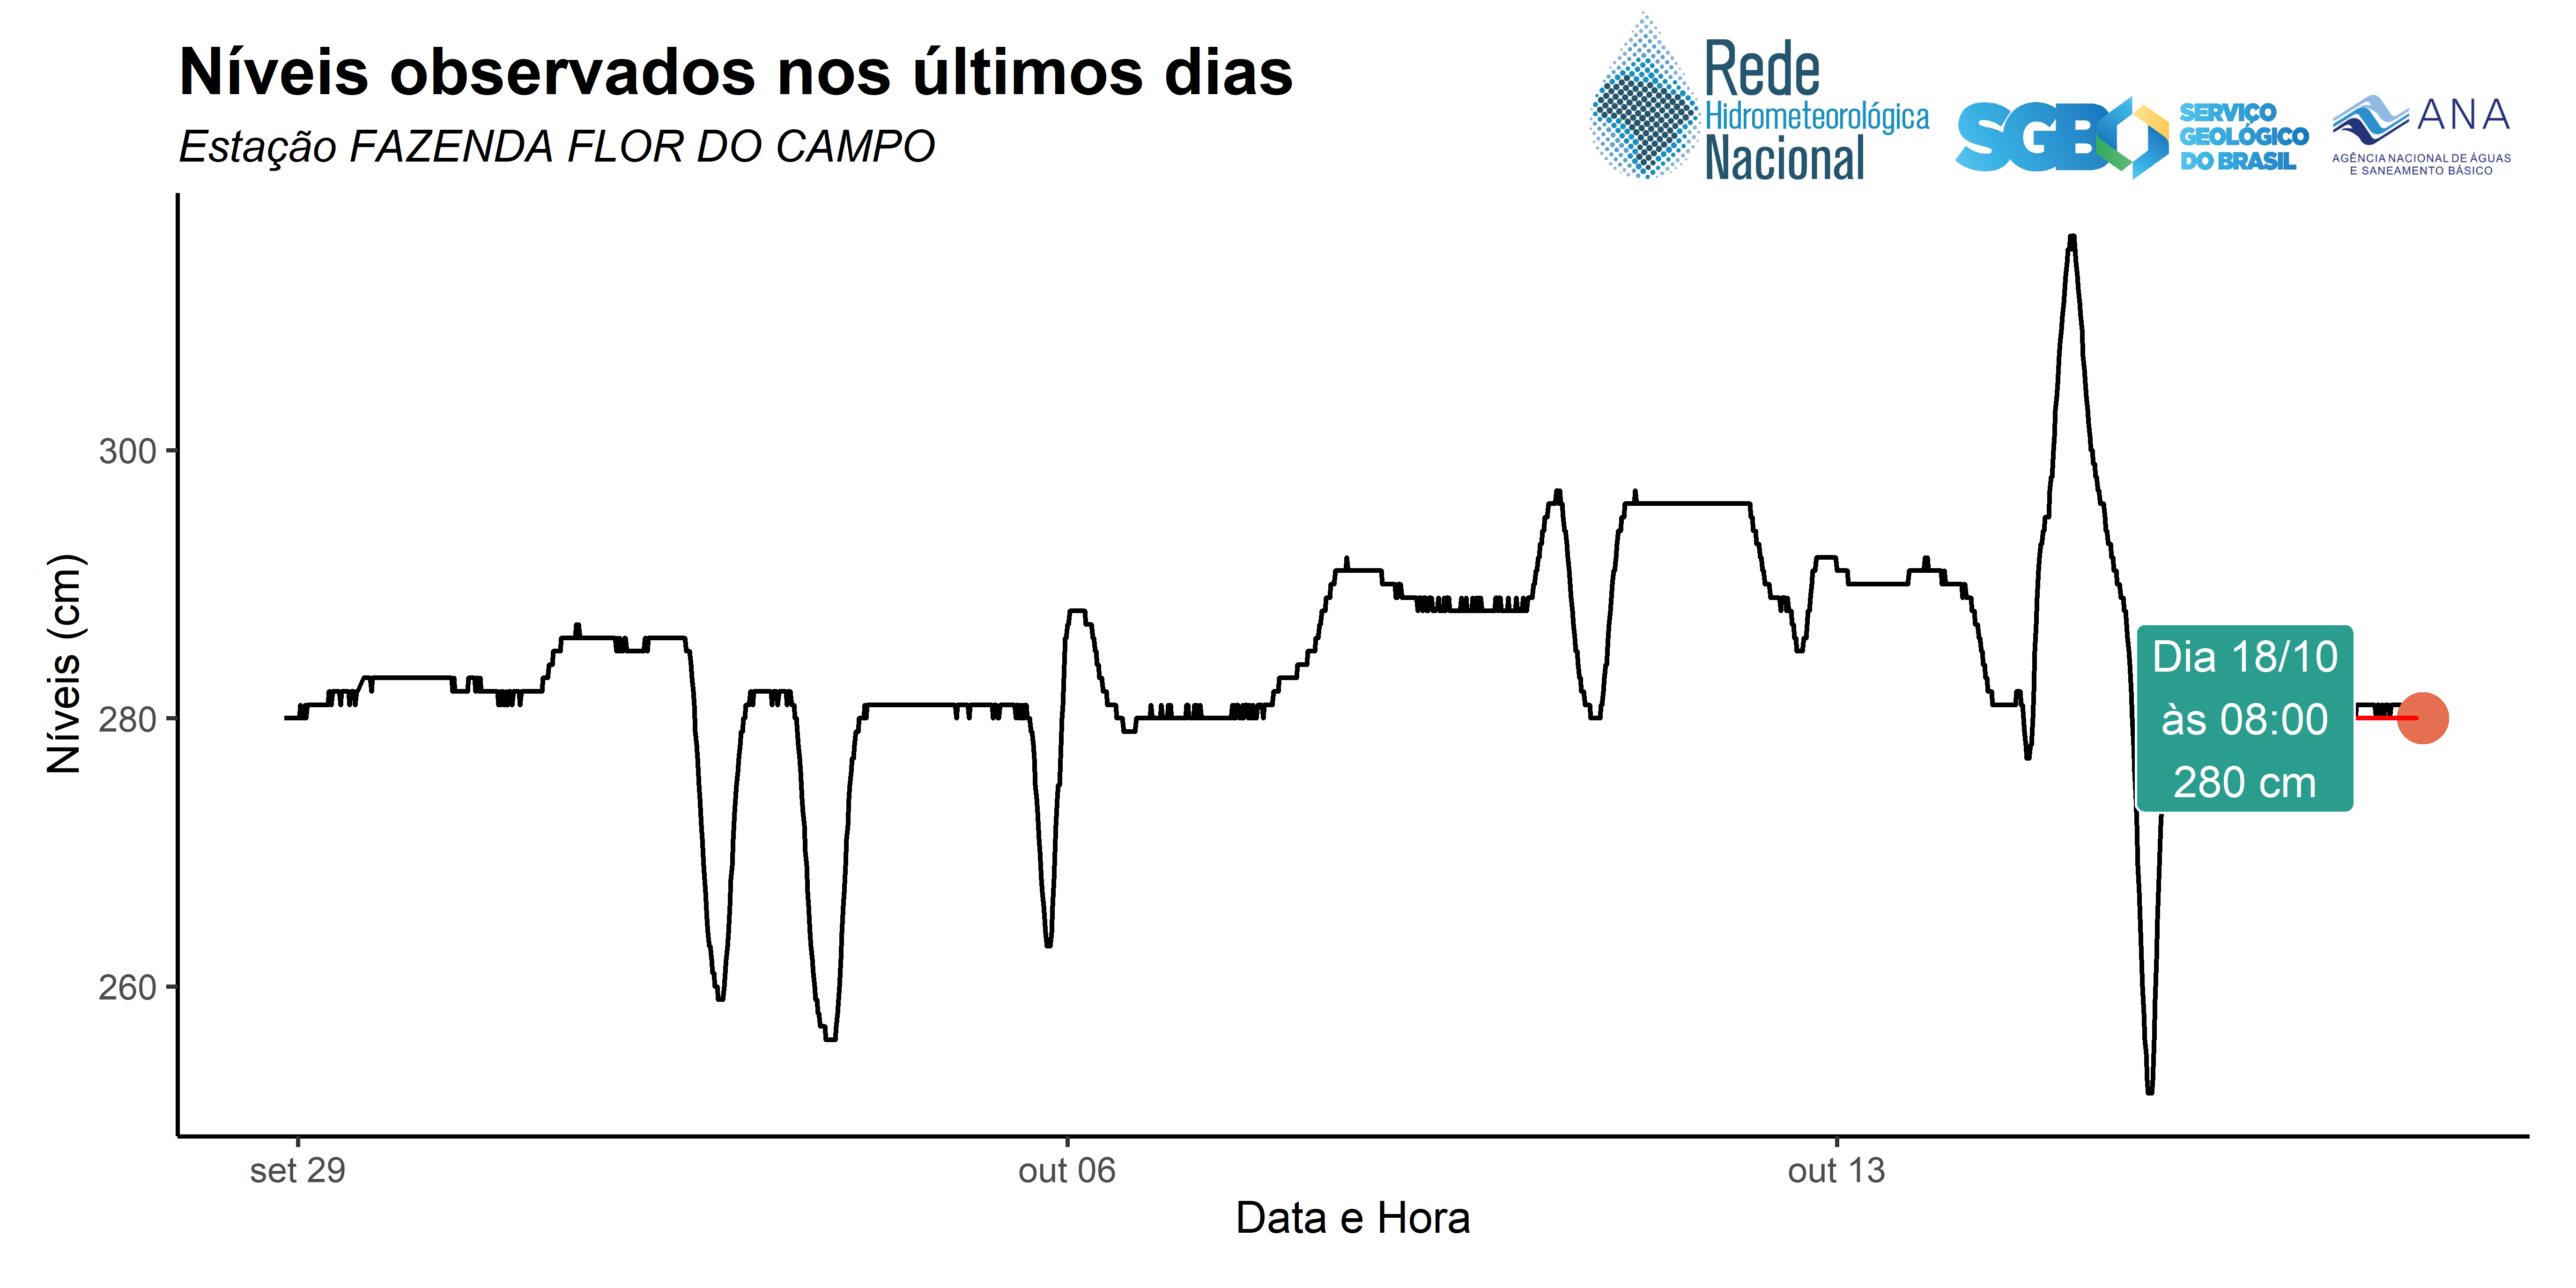 Níveis observados nos últimos dias
Estação FAZENDA FLOR DO CAMPO
Rede
Hidrometeorológica
Nacional
SGB
SERVIÇO
GEOLÓGICO
DO BRASIL
ANA
AGÊNCIA NACIONAL DE ÁGUAS
E SANEAMENTO BÁSICO
Níveis (cm)
300
280
260
Dia 18/10
às 08:00
280 cm
set 29
out 06
out 13
Data e Hora